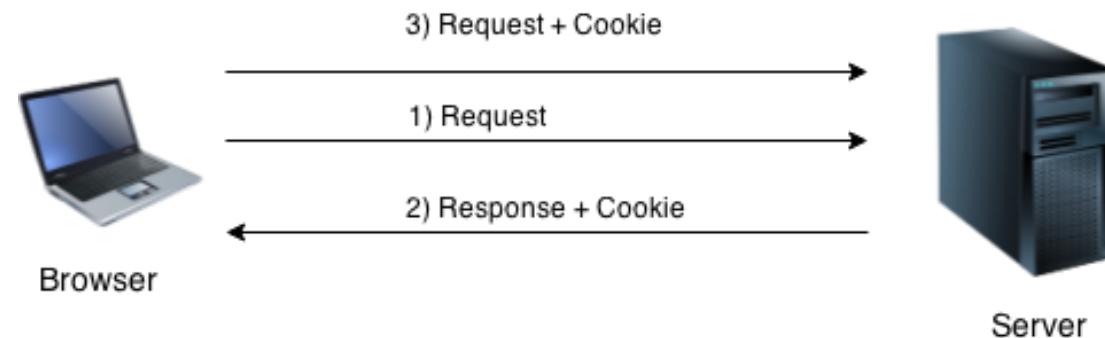 3) Request + Cookie
1) Request
2) Response + Cookie
Browser
Server